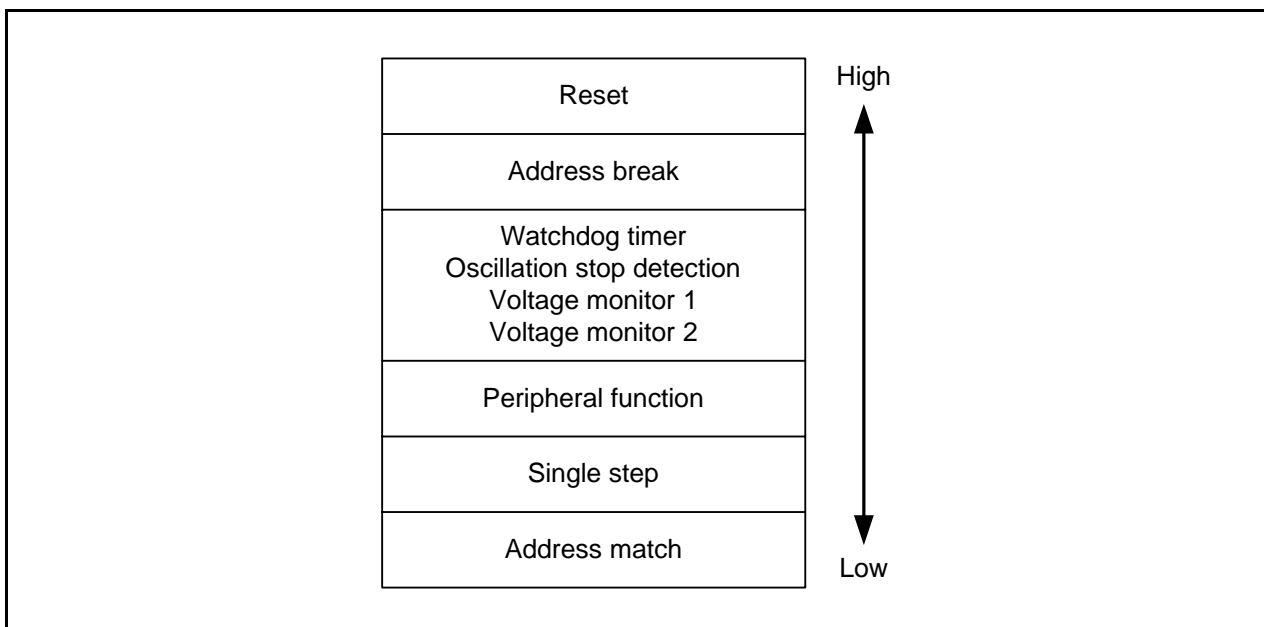 Reset
High
Address break
Watchdog timer
Oscillation stop detection
Voltage monitor 1
Voltage monitor 2
Peripheral function
Single step
Address match
Low